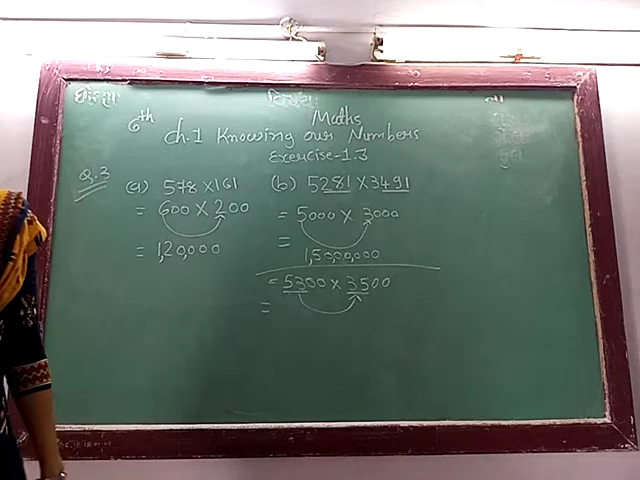 વિષય:
6th
Maths
Ch.1 Knowing our Numbers
Exercise-1.3
Q.3 (a) 578 X 161 (b) 5281 X 3491
= 600 X 200 = 5000 X 3000
= 1,20,000 =
1,50,00,000
= 5300 X 3500
=